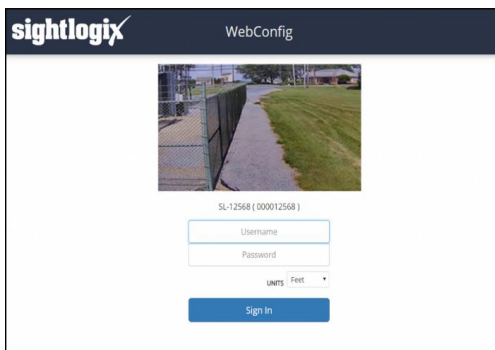 sightlogix
WebConfig
SL-12568 ( 000012568 )
Username
Password
UNITS Feet
Sign In